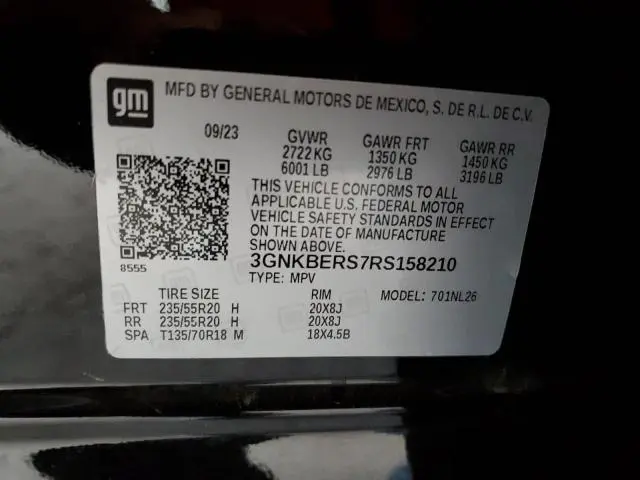 gm
MFD BY GENERAL MOTORS DE MEXICO, S. DE R.L. DE C.V.
09/23 GVWR GAWR FRT GAWR RR
2722 KG 1350 KG 1450 KG
6001 LB 2976 LB 3196 LB
THIS VEHICLE CONFORMS TO ALL
APPLICABLE U.S. FEDERAL MOTOR
VEHICLE SAFETY STANDARDS IN EFFECT
ON THE DATE OF MANUFACTURE
SHOWN ABOVE.
8555
3GNKBERS7RS158210
TYPE: MPV
TIRE SIZE RIM MODEL: 701NL26
FRT 235/55R20 H 20X8J
RR 235/55R20 H 20X8J
SPA T135/70R18 M 18X4.5B